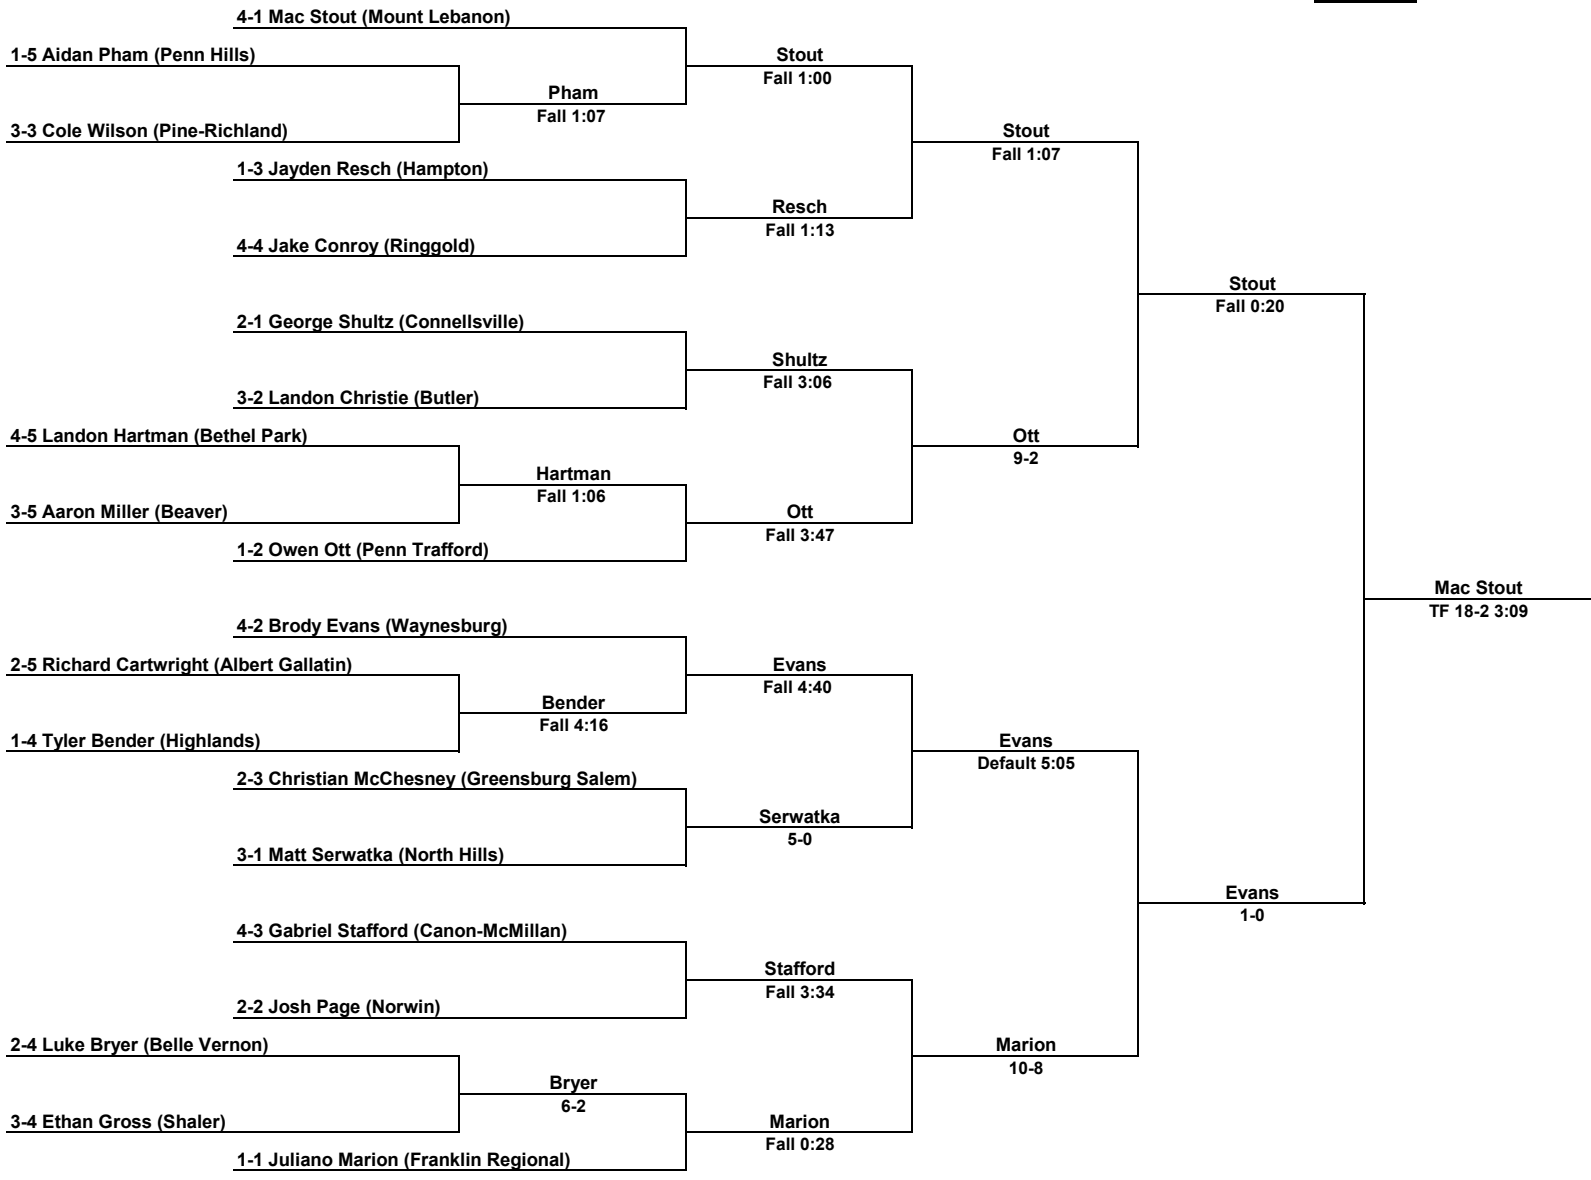 4-1 Mac Stout (Mount Lebanon)
1-5 Aidan Pham (Penn Hills)
Stout
Fall 1:00
Pham
Fall 1:07
3-3 Cole Wilson (Pine-Richland)
Stout
Fall 1:07
1-3 Jayden Resch (Hampton)
Resch
Fall 1:13
4-4 Jake Conroy (Ringgold)
Stout
Fall 0:20
2-1 George Shultz (Connellsville)
Shultz
Fall 3:06
3-2 Landon Christie (Butler)
4-5 Landon Hartman (Bethel Park)
Ott
9-2
Hartman
Fall 1:06
3-5 Aaron Miller (Beaver)
Ott
Fall 3:47
1-2 Owen Ott (Penn Trafford)
Mac Stout
TF 18-2 3:09
4-2 Brody Evans (Waynesburg)
2-5 Richard Cartwright (Albert Gallatin)
Evans
Fall 4:40
Bender
Fall 4:16
1-4 Tyler Bender (Highlands)
Evans
Default 5:05
2-3 Christian McChesney (Greensburg Salem)
Serwatka
5-0
3-1 Matt Serwatka (North Hills)
Evans
1-0
4-3 Gabriel Stafford (Canon-McMillan)
Stafford
Fall 3:34
2-2 Josh Page (Norwin)
2-4 Luke Bryer (Belle Vernon)
Marion
10-8
Bryer
6-2
3-4 Ethan Gross (Shaler)
Marion
Fall 0:28
1-1 Juliano Marion (Franklin Regional)